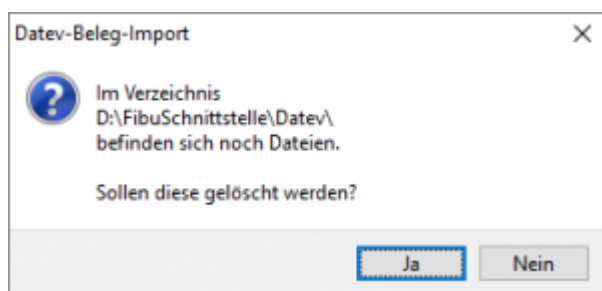 Datev-Beleg-Import
Im Verzeichnis
D:\FibuSchnittstelle\Datev\
befinden sich noch Dateien.
Sollen diese gelöscht werden?
Ja
Nein